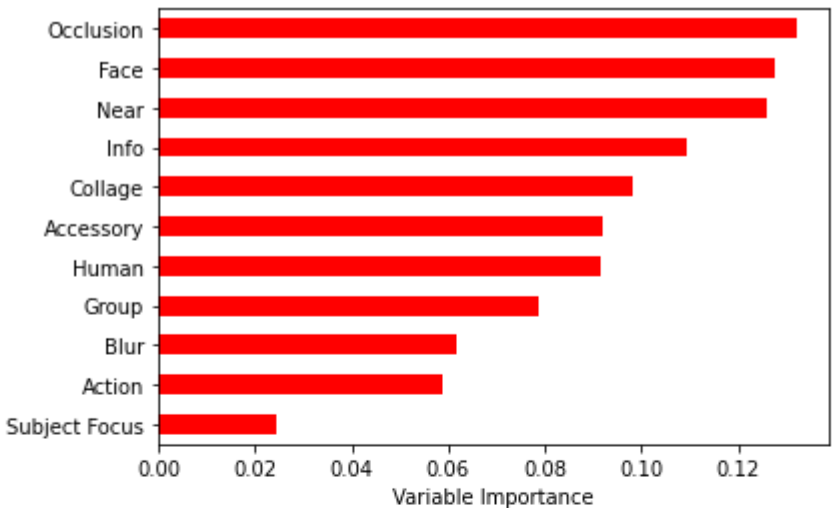 Occlusion
Face
Near
Info
Collage
Accessory
Human
Group
Blur
Action
Subject Focus
0.00 0.02 0.04 0.06 0.08 0.10 0.12
Variable Importance